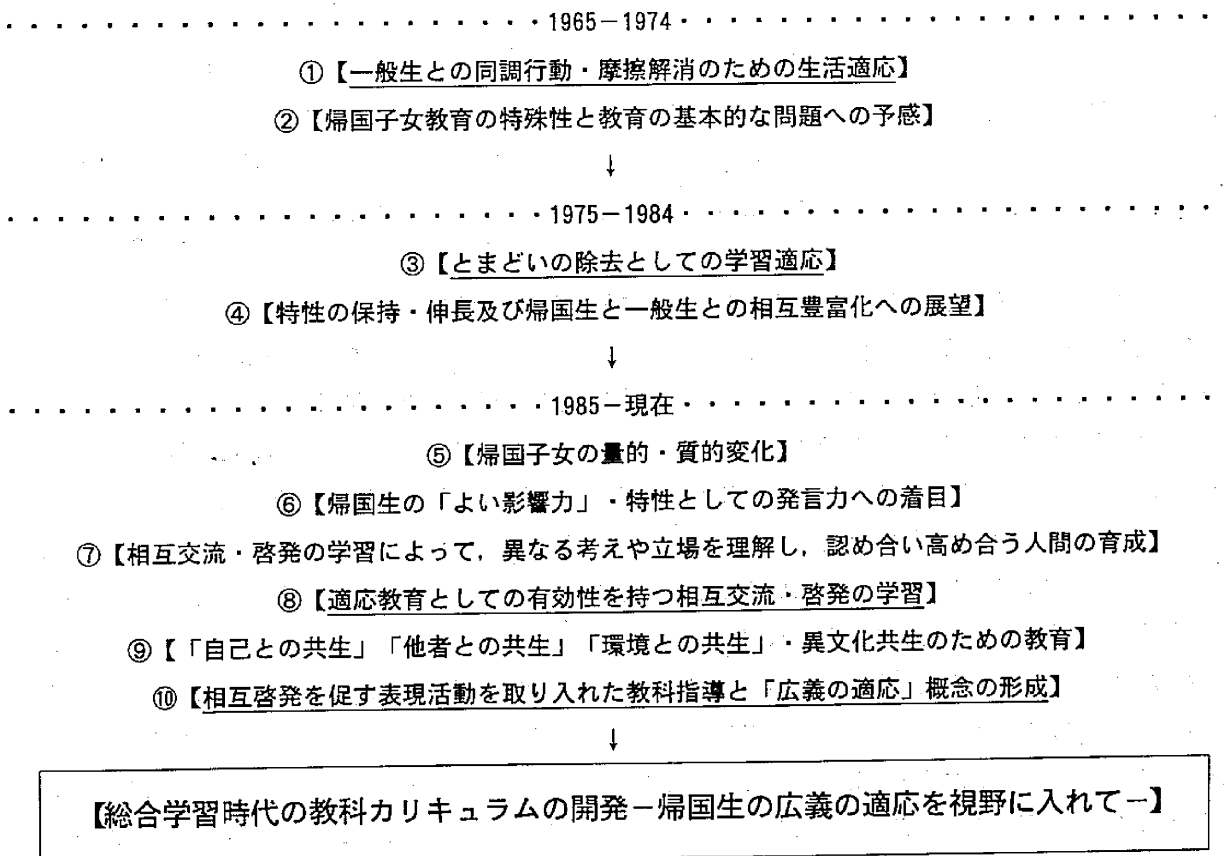 1965−1974
①【一般生との同調行動・摩擦解消のための生活適応】
②【帰国子女教育の特殊性と教育の基本的な問題への予感】
↓
1975−1984
③【とまどいの除去としての学習適応】
④【特性の保持・伸長及び帰国生と一般生との相互豊富化への展望】
↓
1985−現在
⑤【帰国子女の量的・質的変化】
⑥【帰国生の「よい影響力」・特性としての発言力への着目】
⑦【相互交流・啓発の学習によって，異なる考えや立場を理解し，認め合い高め合う人間の育成】
⑧【適応教育としての有効性を持つ相互交流・啓発の学習】
⑨【「自己との共生」「他者との共生」「環境との共生」・異文化共生のための教育】
⑩【相互啓発を促す表現活動を取り入れた教科指導と「広義の適応」概念の形成】
↓
【総合学習時代の教科カリキュラムの開発−帰国生の広義の適応を視野に入れて−】